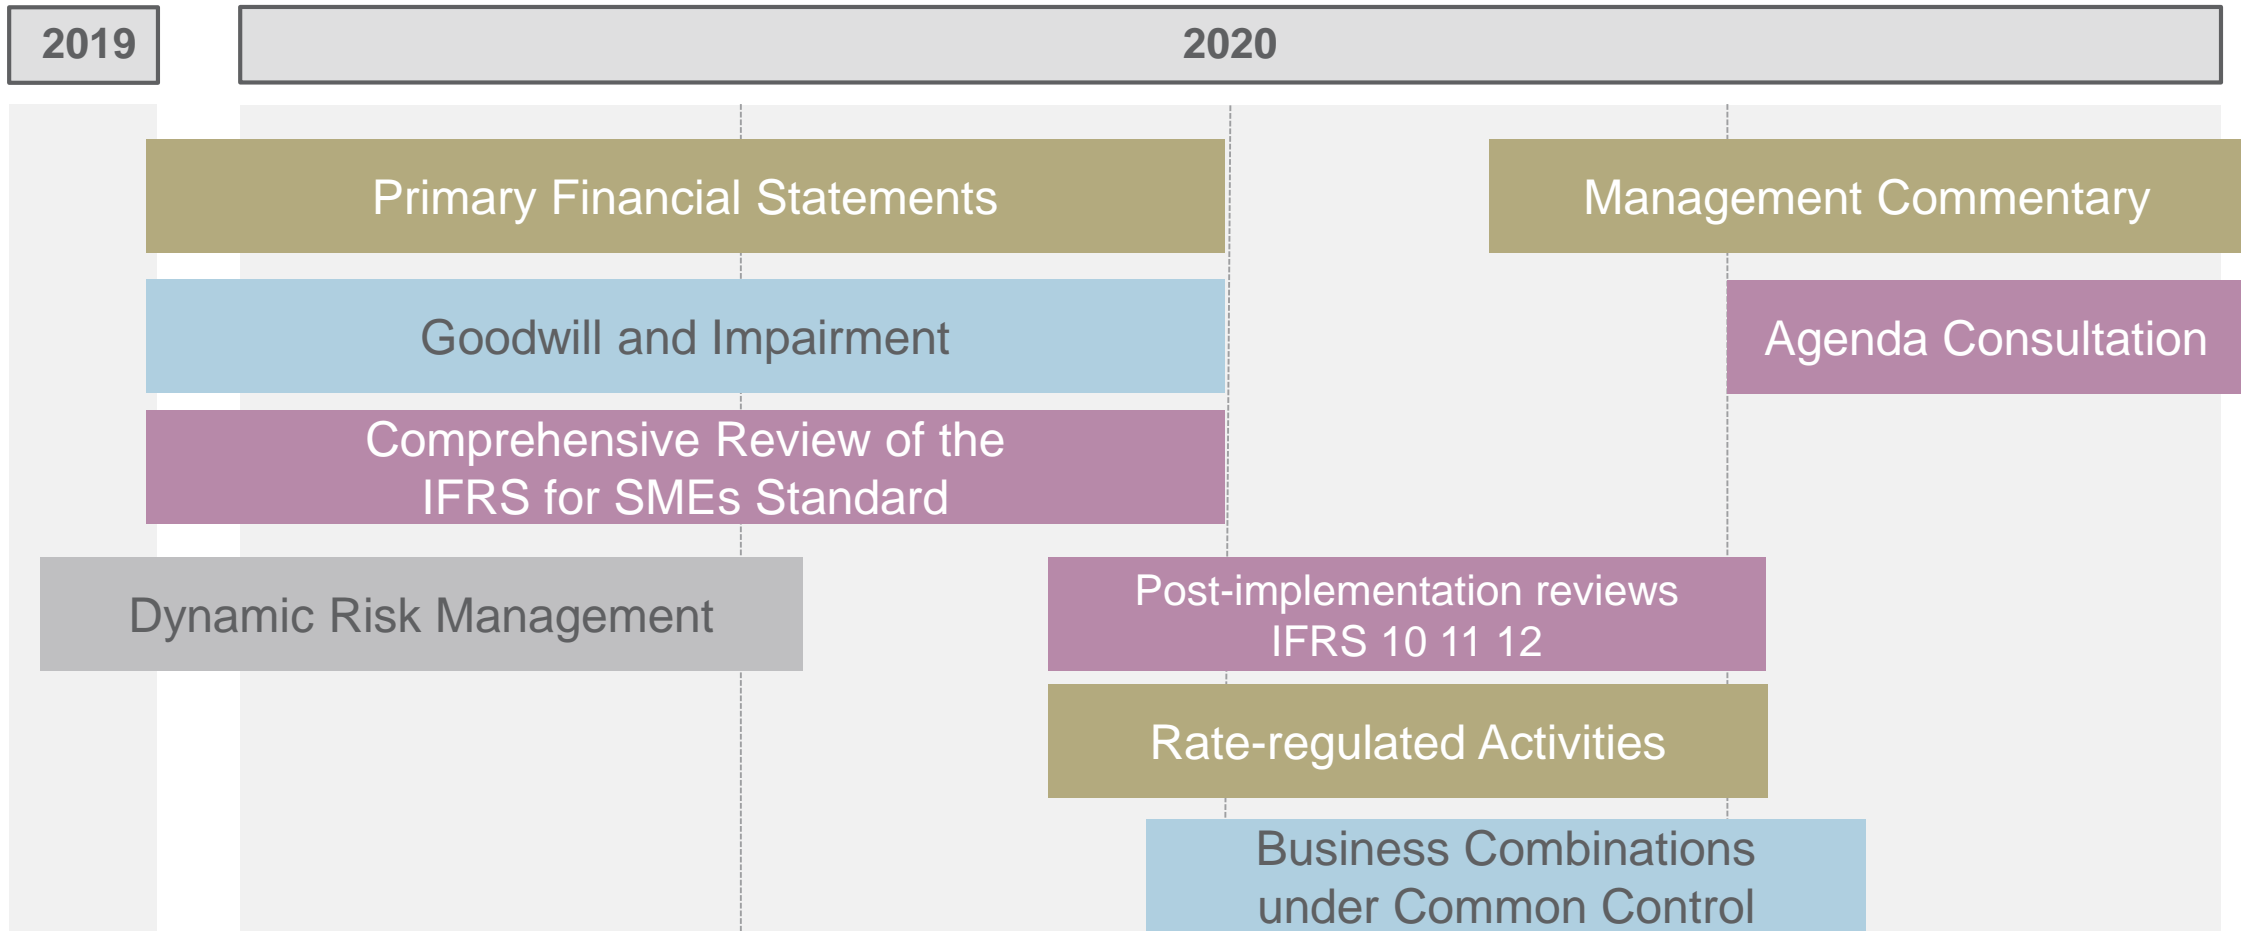 2019
2020
Primary Financial Statements
Management Commentary
Goodwill and Impairment
Agenda Consultation
Comprehensive Review of the
IFRS for SMEs Standard
Dynamic Risk Management
Post-implementation reviews
IFRS 10 11 12
Rate-regulated Activities
Business Combinations
under Common Control